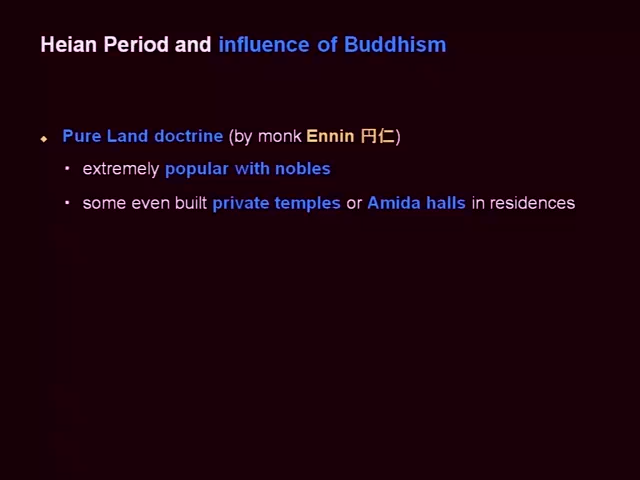 Heian Period and influence of Buddhism
◆ Pure Land doctrine (by monk Ennin 円仁)
▪ extremely popular with nobles
▪ some even built private temples or Amida halls in residences